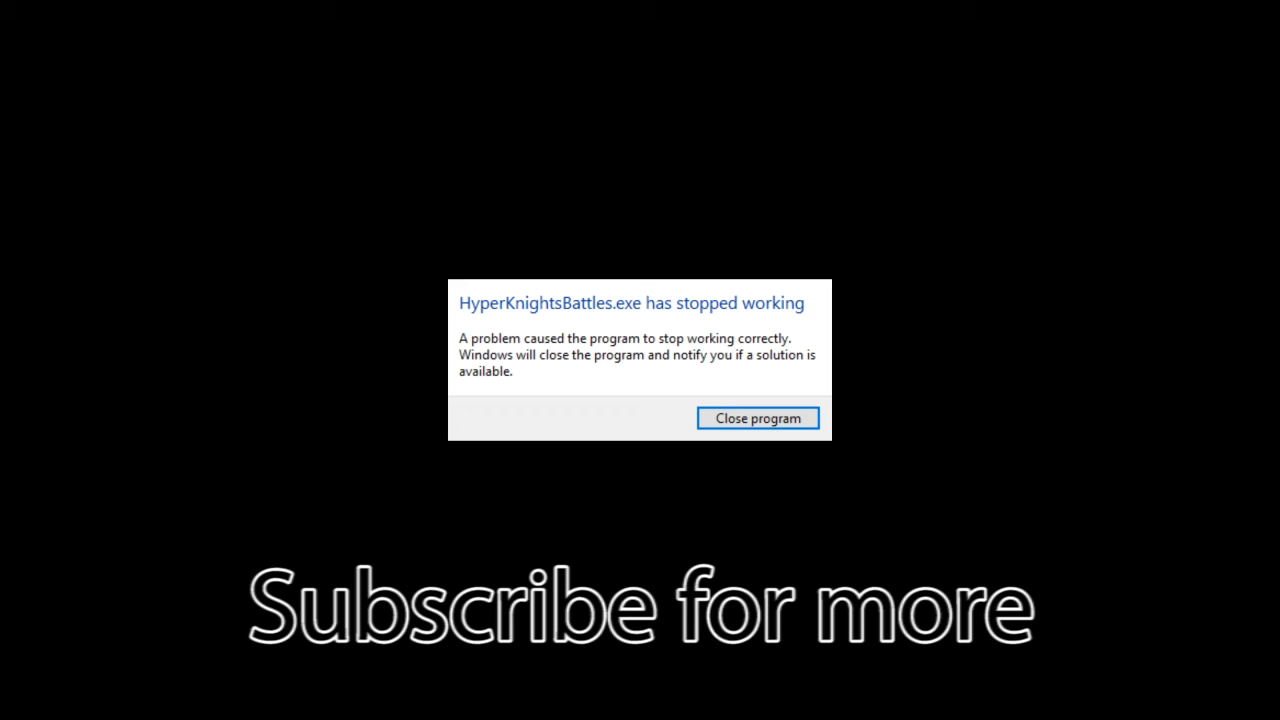 HyperKnightsBattles.exe has stopped working
A problem caused the program to stop working correctly.
Windows will close the program and notify you if a solution is
available.
Close program
Subscribe for more